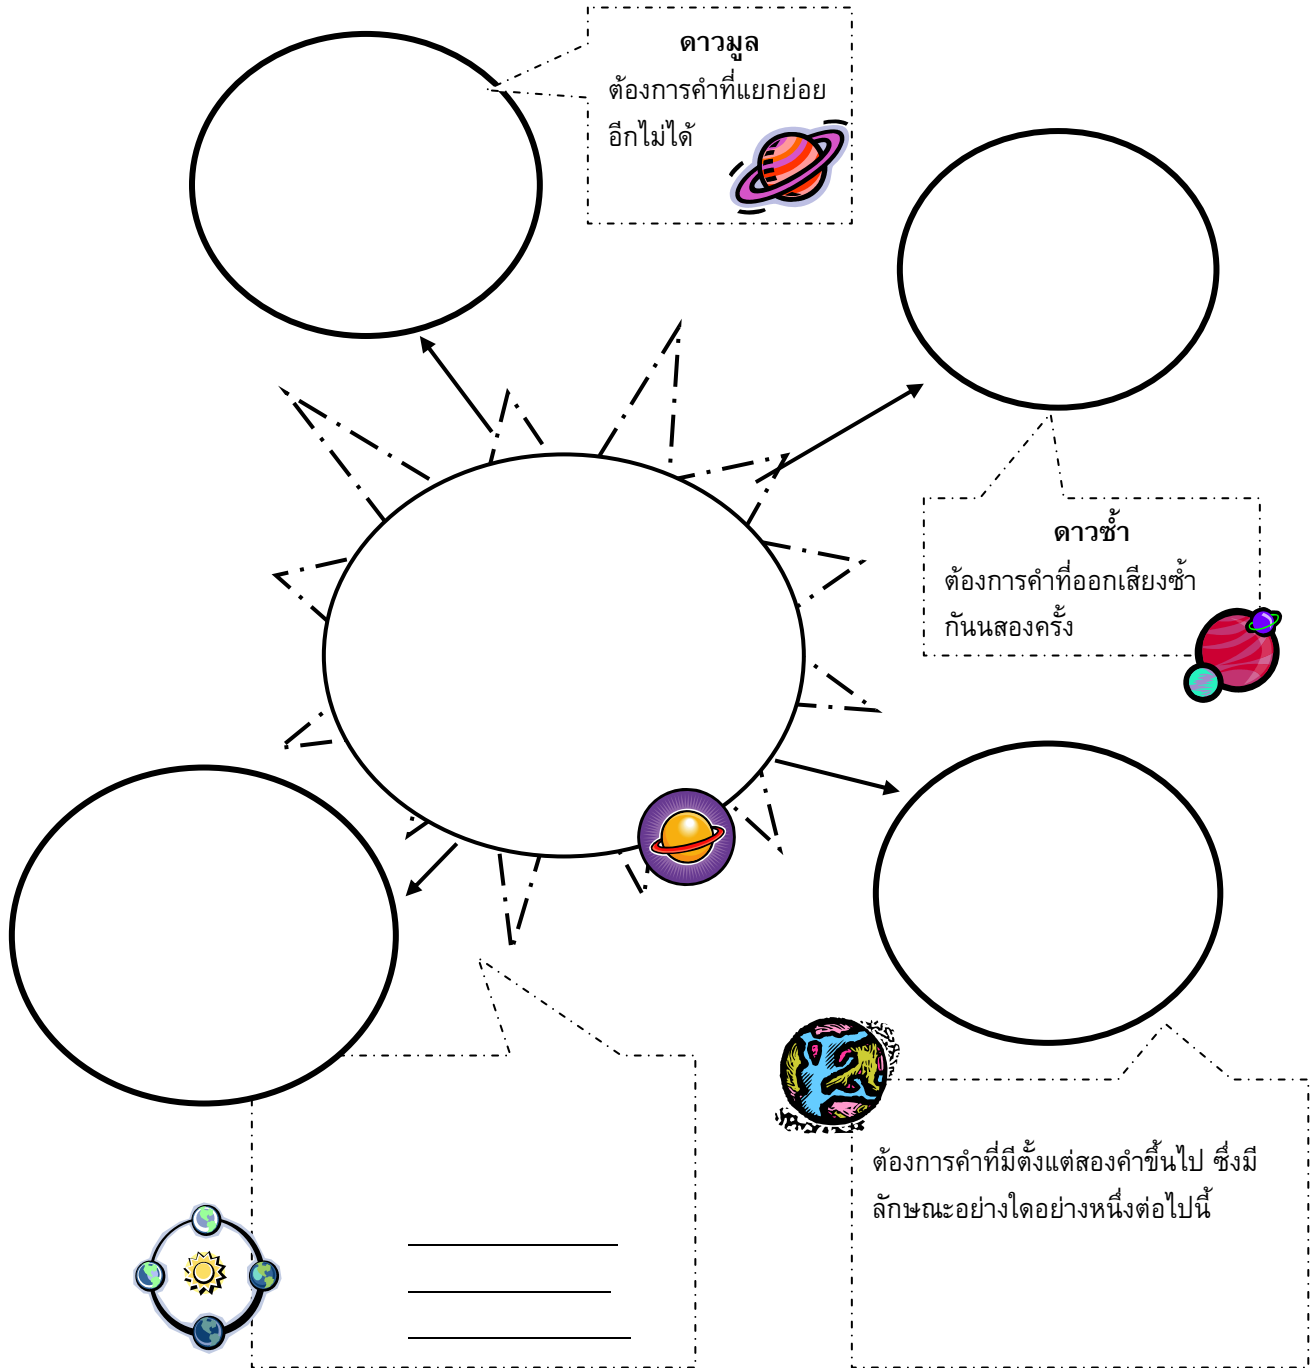 ดาวมูล
ต้องการคำที่แยกย่อย
อีกไม่ได้
ดาวซ้ำ
ต้องการคำที่ออกเสียงซ้ำ
กันนสองครั้ง
ต้องการคำที่มีตั้งแต่สองคำขึ้นไป ซึ่งมี
ลักษณะอย่างใดอย่างหนึ่งต่อไปนี้